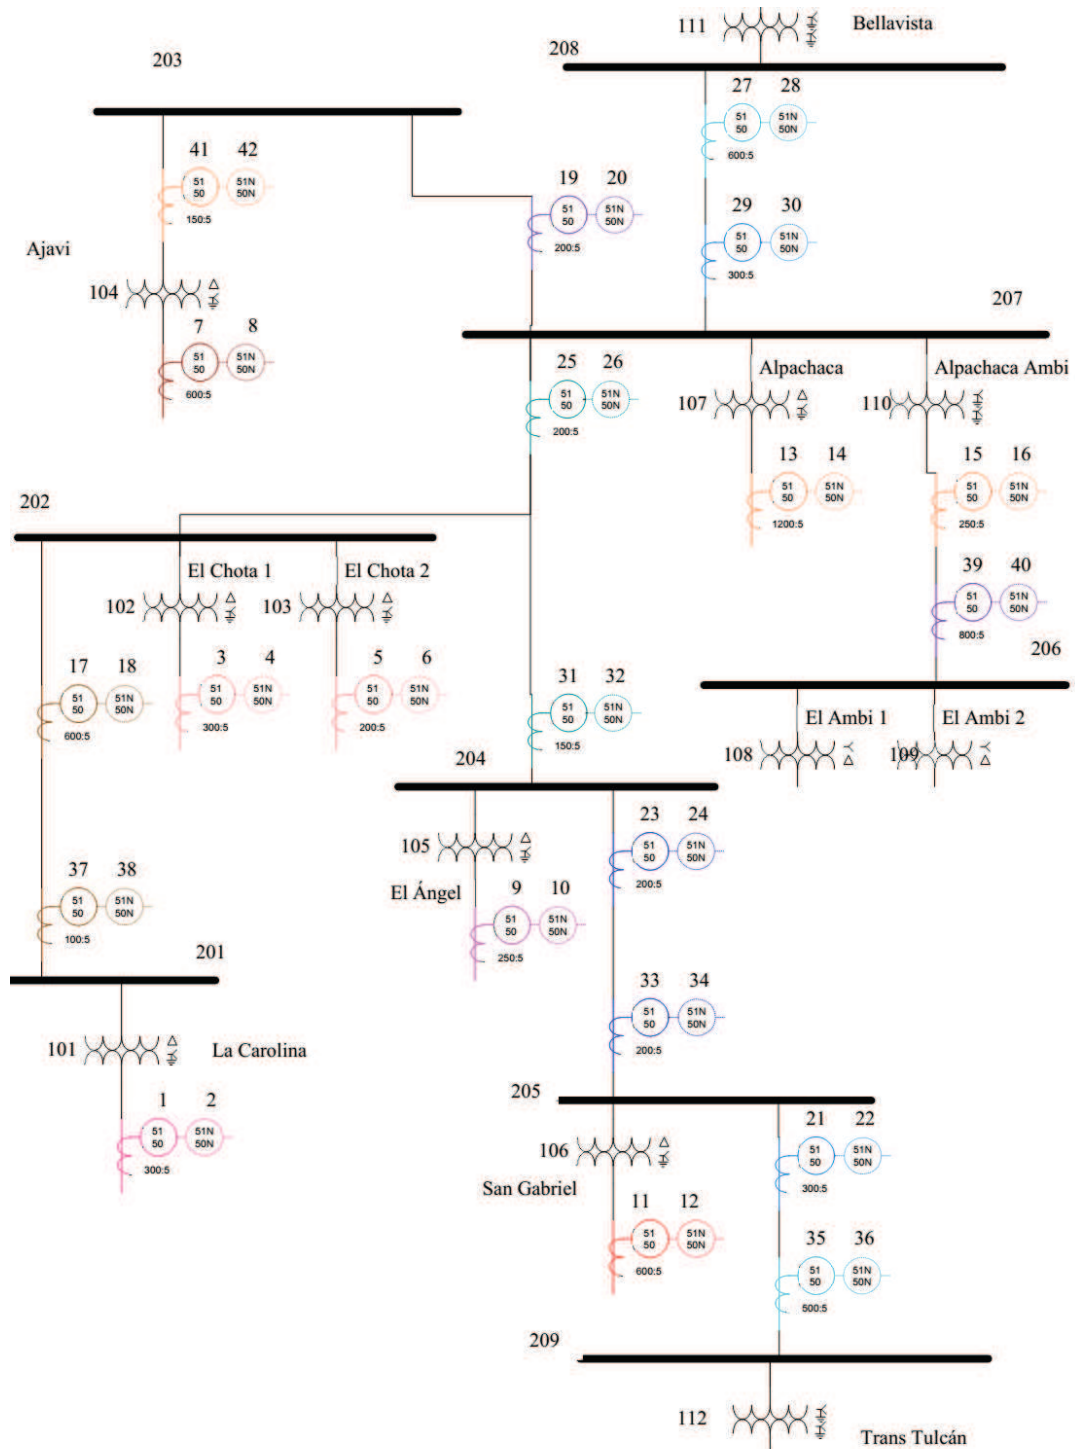 111
Bellavista
208
203
27 28
51
50
51N
50N
600:5
41 42
51
50
51N
50N
150:5
19 20
51
50
51N
50N
200:5
29 30
51
50
51N
50N
300:5
Ajavi
104
207
7 8
51
50
51N
50N
600:5
25 26
51
50
51N
50N
200:5
Alpachaca
107
Alpachaca Ambi
110
13 14
51
50
51N
50N
1200:5
15 16
51
50
51N
50N
250:5
202
El Chota 1
102
El Chota 2
103
39 40
51
50
51N
50N
800:5
206
17 18
51
50
51N
50N
600:5
3 4
51
50
51N
50N
300:5
5 6
51
50
51N
50N
200:5
31 32
51
50
51N
50N
150:5
El Ambi 1
108
El Ambi 2
109
204
105
El Ángel
23 24
51
50
51N
50N
200:5
37 38
51
50
51N
50N
100:5
9 10
51
50
51N
50N
250:5
201
33 34
51
50
51N
50N
200:5
101
La Carolina
1 2
51
50
51N
50N
300:5
205
106
San Gabriel
21 22
51
50
51N
50N
300:5
11 12
51
50
51N
50N
600:5
35 36
51
50
51N
50N
500:5
209
112
Trans Tulcán